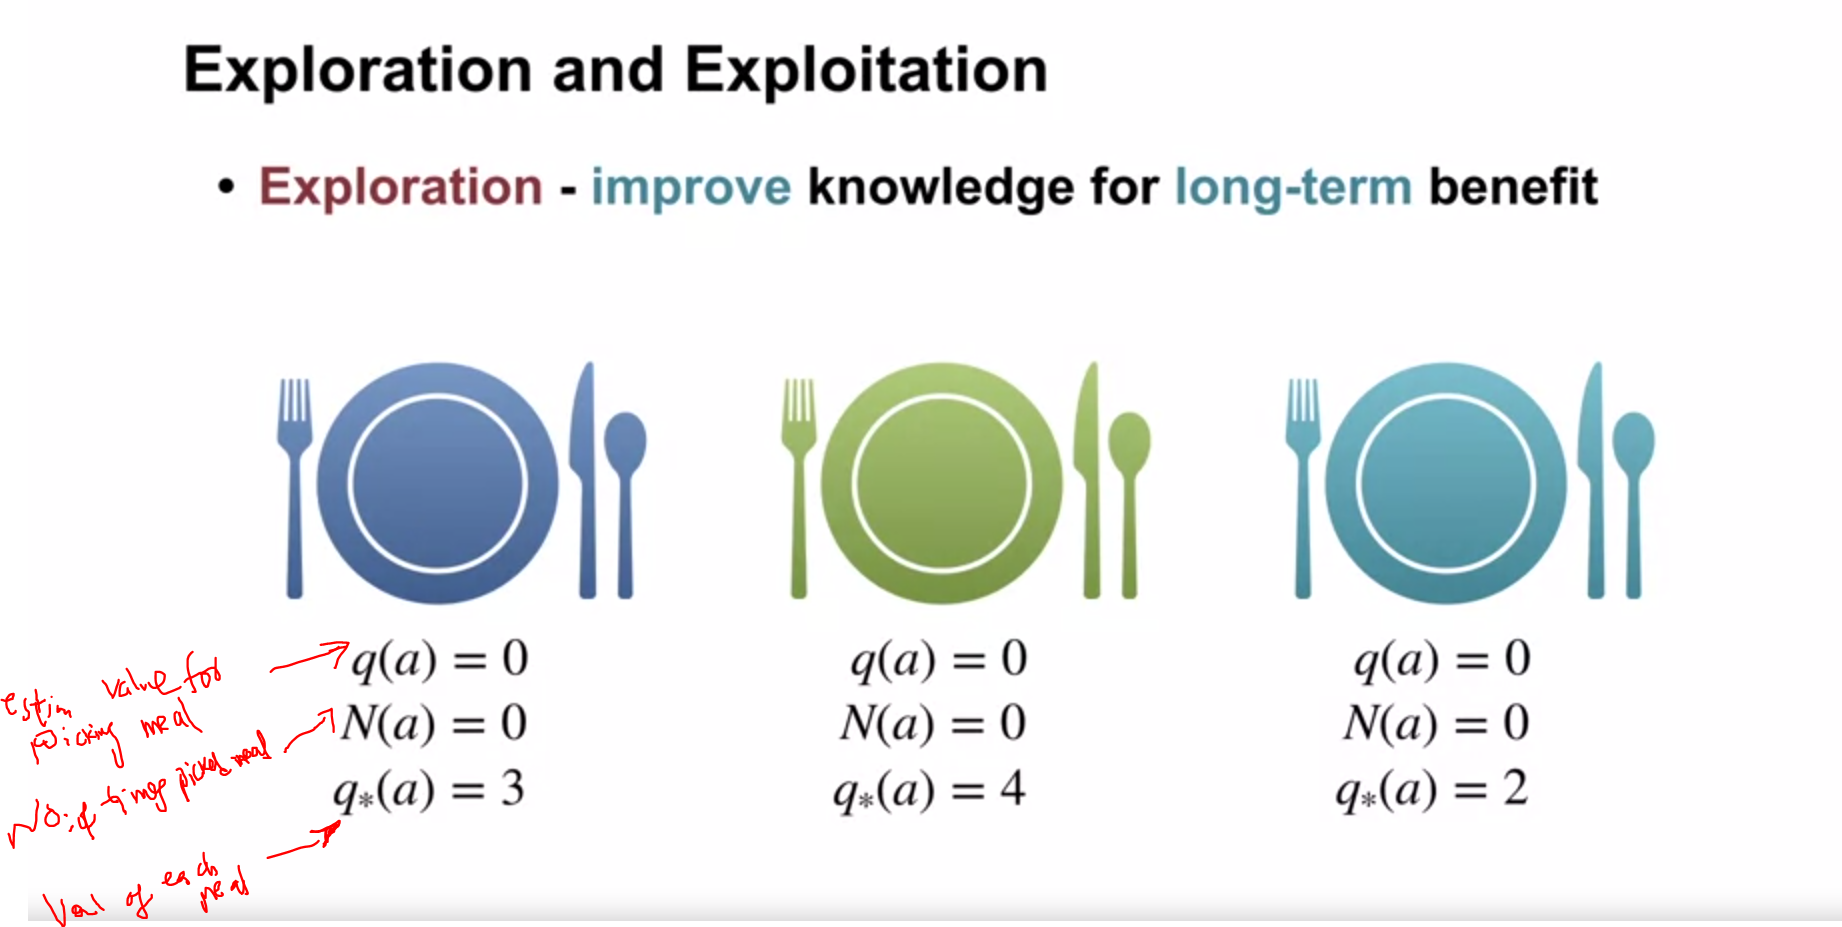 Exploration and Exploitation
• Exploration - improve knowledge for long-term benefit
q(a) = 0
N(a) = 0
q*(a) = 3
q(a) = 0
N(a) = 0
q*(a) = 4
q(a) = 0
N(a) = 0
q*(a) = 2
estim value for
picking meal
No: of times picked meal
Val of each
meal